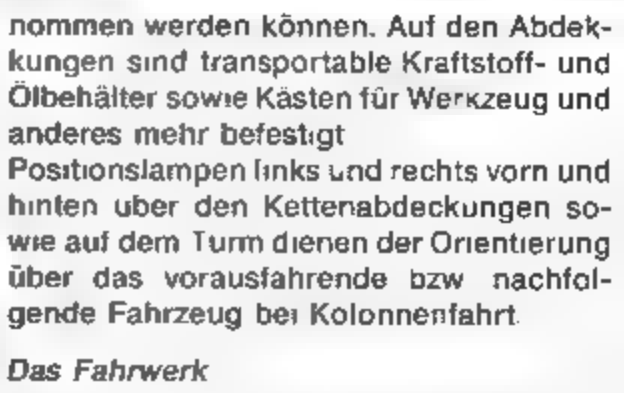 nommen werden können. Auf den Abdek-
kungen sind transportable Kraftstoff- und
Ölbehälter sowie Kästen für Werkzeug und
anderes mehr befestigt
Positionslampen links und rechts vorn und
hinten über den Kettenabdeckungen so-
wie auf dem Turm dienen der Orientierung
über das vorausfahrende bzw nachfol-
gende Fahrzeug bei Kolonnenfahrt.
Das Fahrwerk